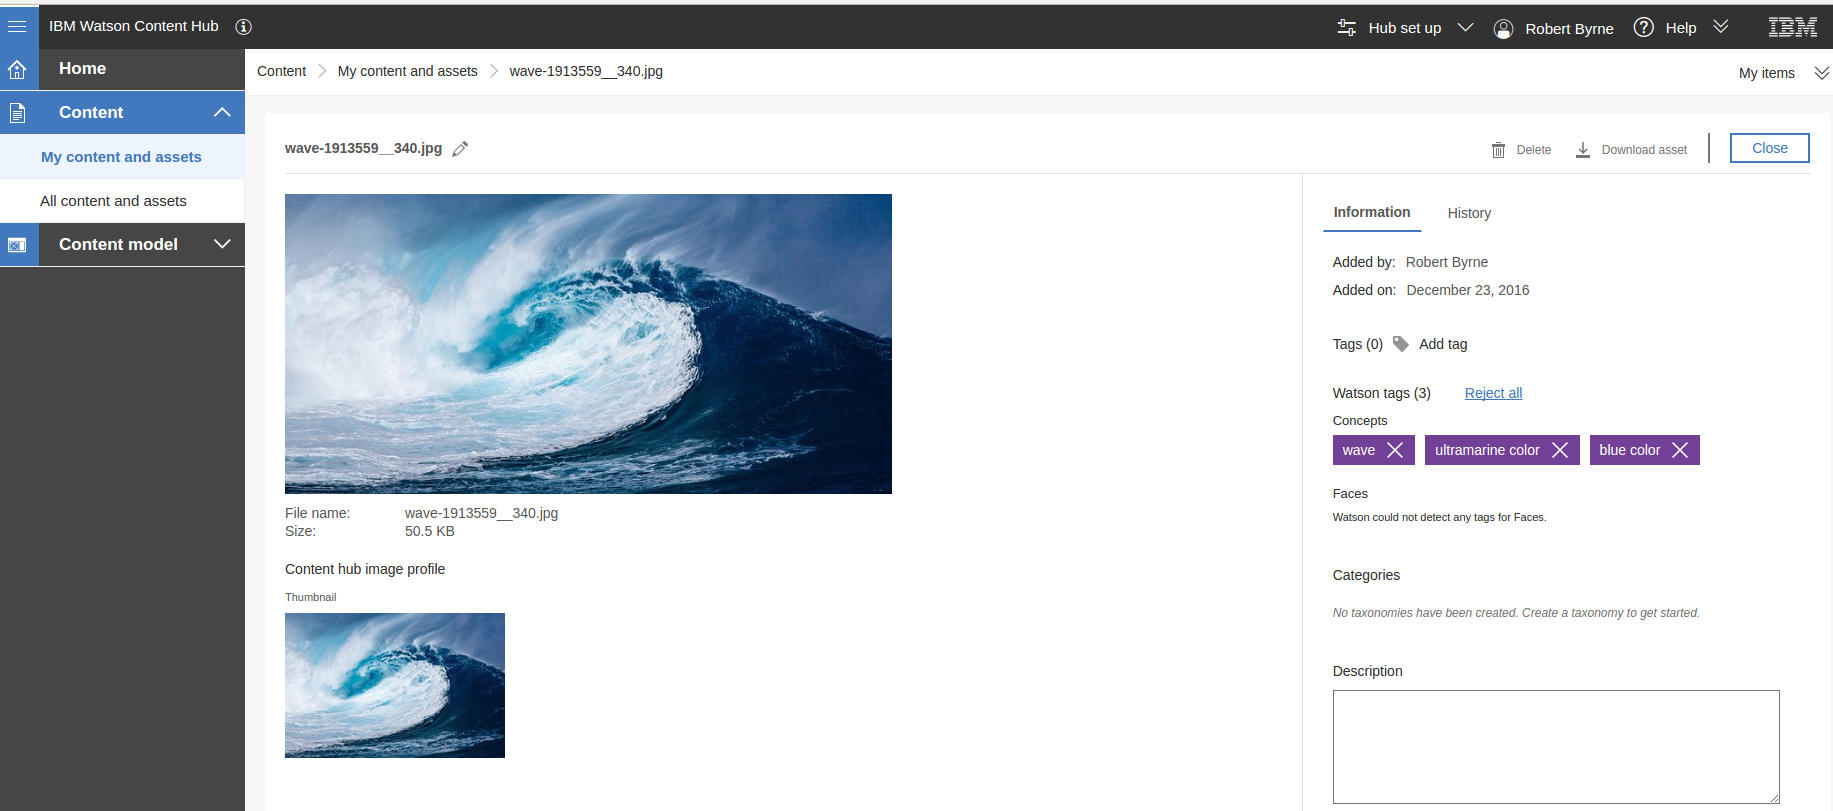 IBM Watson Content Hub
Hub set up
Robert Byrne
Help
IBM
Home
Content
My content and assets
All content and assets
Content model
Content > My content and assets > wave-1913559__340.jpg
My items
wave-1913559__340.jpg
Delete
Download asset
Close
File name: wave-1913559__340.jpg
Size: 50.5 KB
Content hub image profile
Thumbnail
Information History
Added by: Robert Byrne
Added on: December 23, 2016
Tags (0) Add tag
Watson tags (3) Reject all
Concepts
wave ultramarine color blue color
Faces
Watson could not detect any tags for Faces.
Categories
No taxonomies have been created. Create a taxonomy to get started.
Description